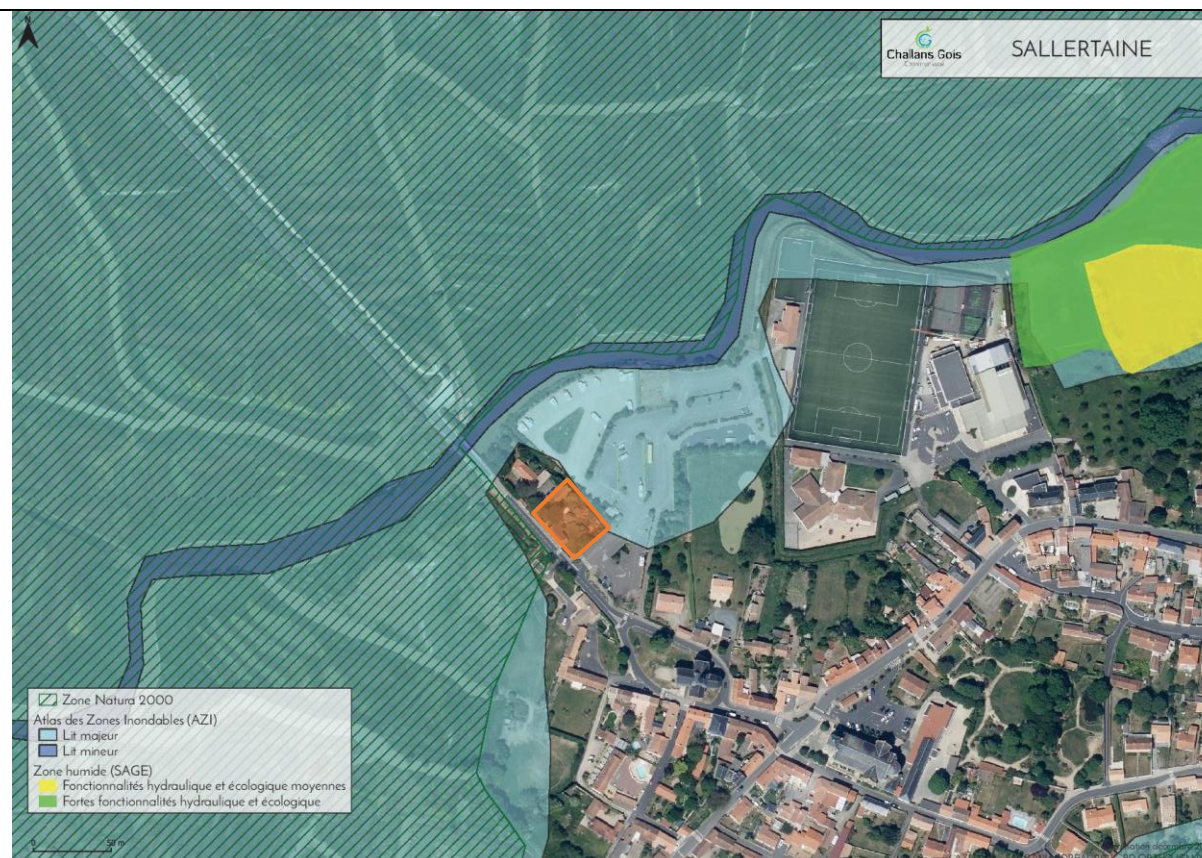 N
Challans Gois
Communauté
SALLERTAINE
Zone Natura 2000
Atlas des Zones Inondables (AZI)
Lit majeur
Lit mineur
Zone humide (SAGE)
Fonctionnalités hydraulique et écologique moyennes
Fortes fonctionnalités hydraulique et écologique
0
50 m